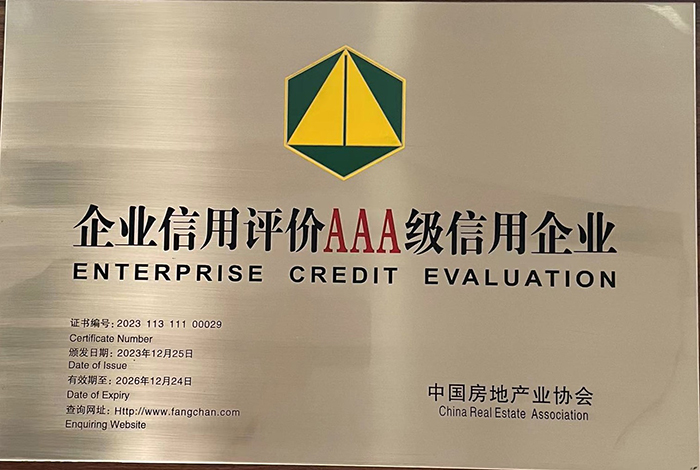 企业信用评价AAA级信用企业
ENTERPRISE CREDIT EVALUATION
证书编号：2023 113 111 00029
Certificate Number
颁发日期：2023年12月25日
Date of Issue
有效期至：2026年12月24日
Date of Expiry
查询网址：Http://www.fangchan.com
Enquiring Website
中国房地产业协会
China Real Estate Association